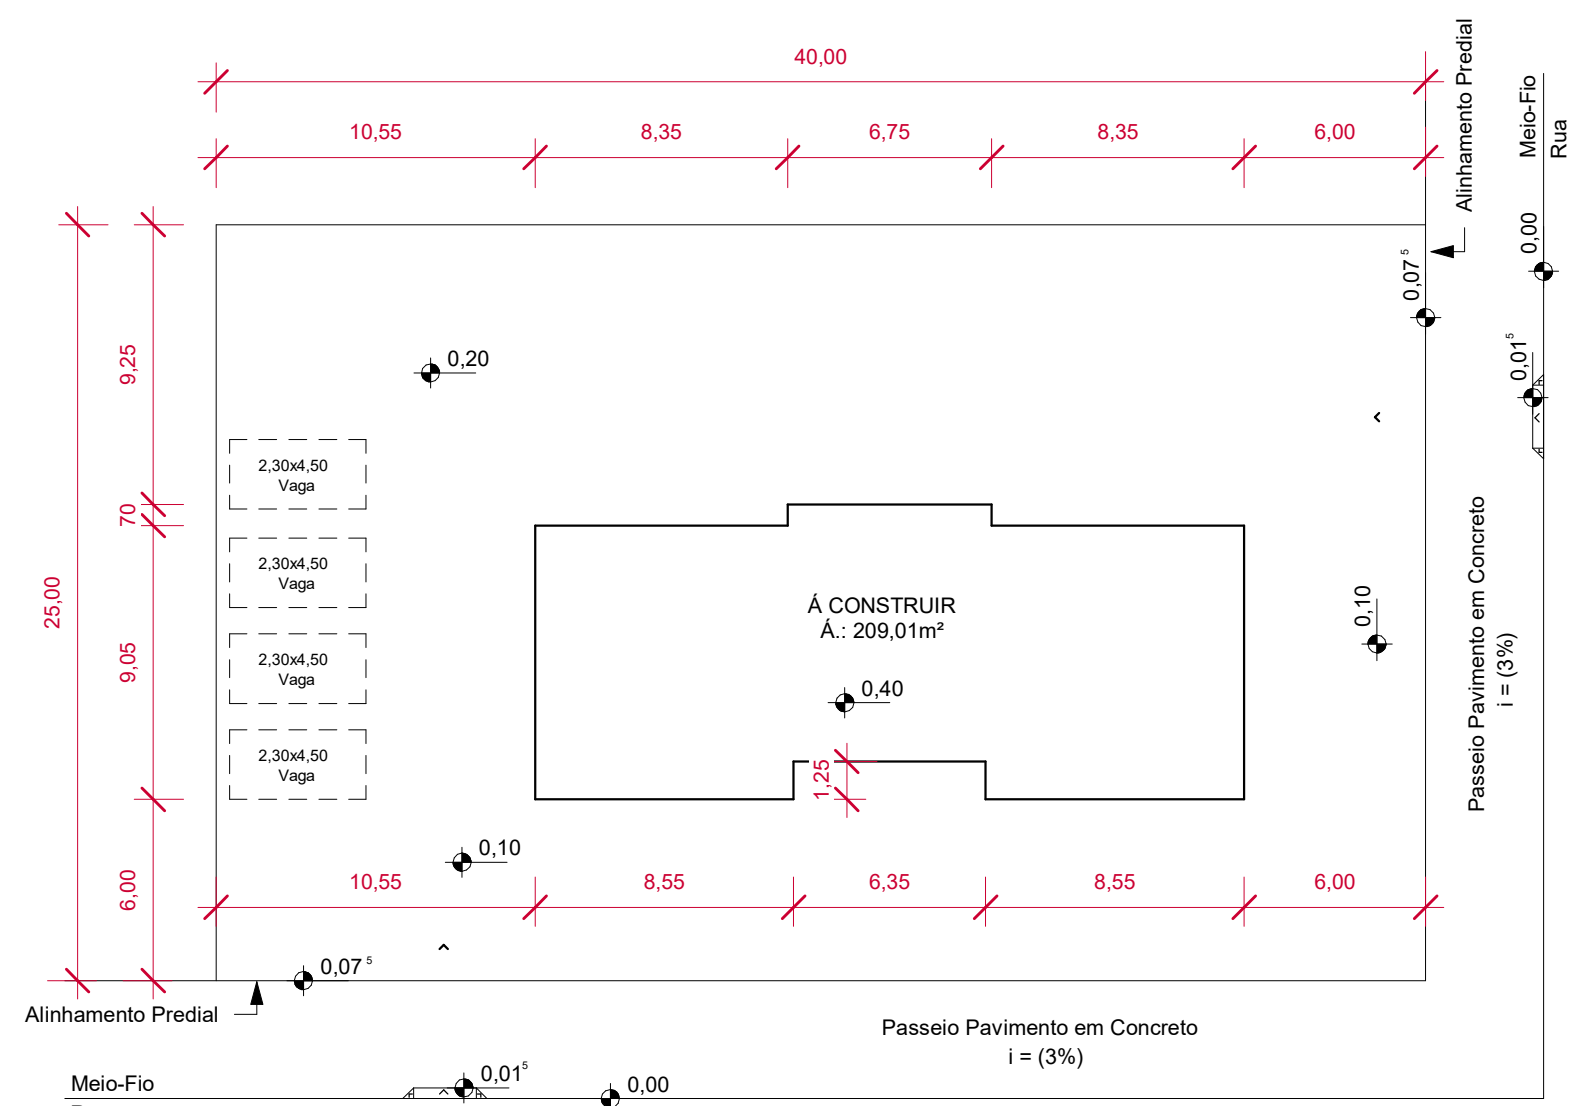 40,00
10,55
8,35
6,75
8,35
6,00
Alinhamento Predial
Meio-Fio
Rua
0,00
0,07⁵
0,01⁵
9,25
0,20
2,30x4,50
Vaga
70
2,30x4,50
Vaga
25,00
Á CONSTRUIR
Á.: 209,01m²
0,10
Passeio Pavimento em Concreto
i = (3%)
9,05
2,30x4,50
Vaga
0,40
2,30x4,50
Vaga
1,25
0,10
6,00
10,55
8,55
6,35
8,55
6,00
0,07⁵
Alinhamento Predial
Passeio Pavimento em Concreto
i = (3%)
Meio-Fio
0,01⁵
0,00